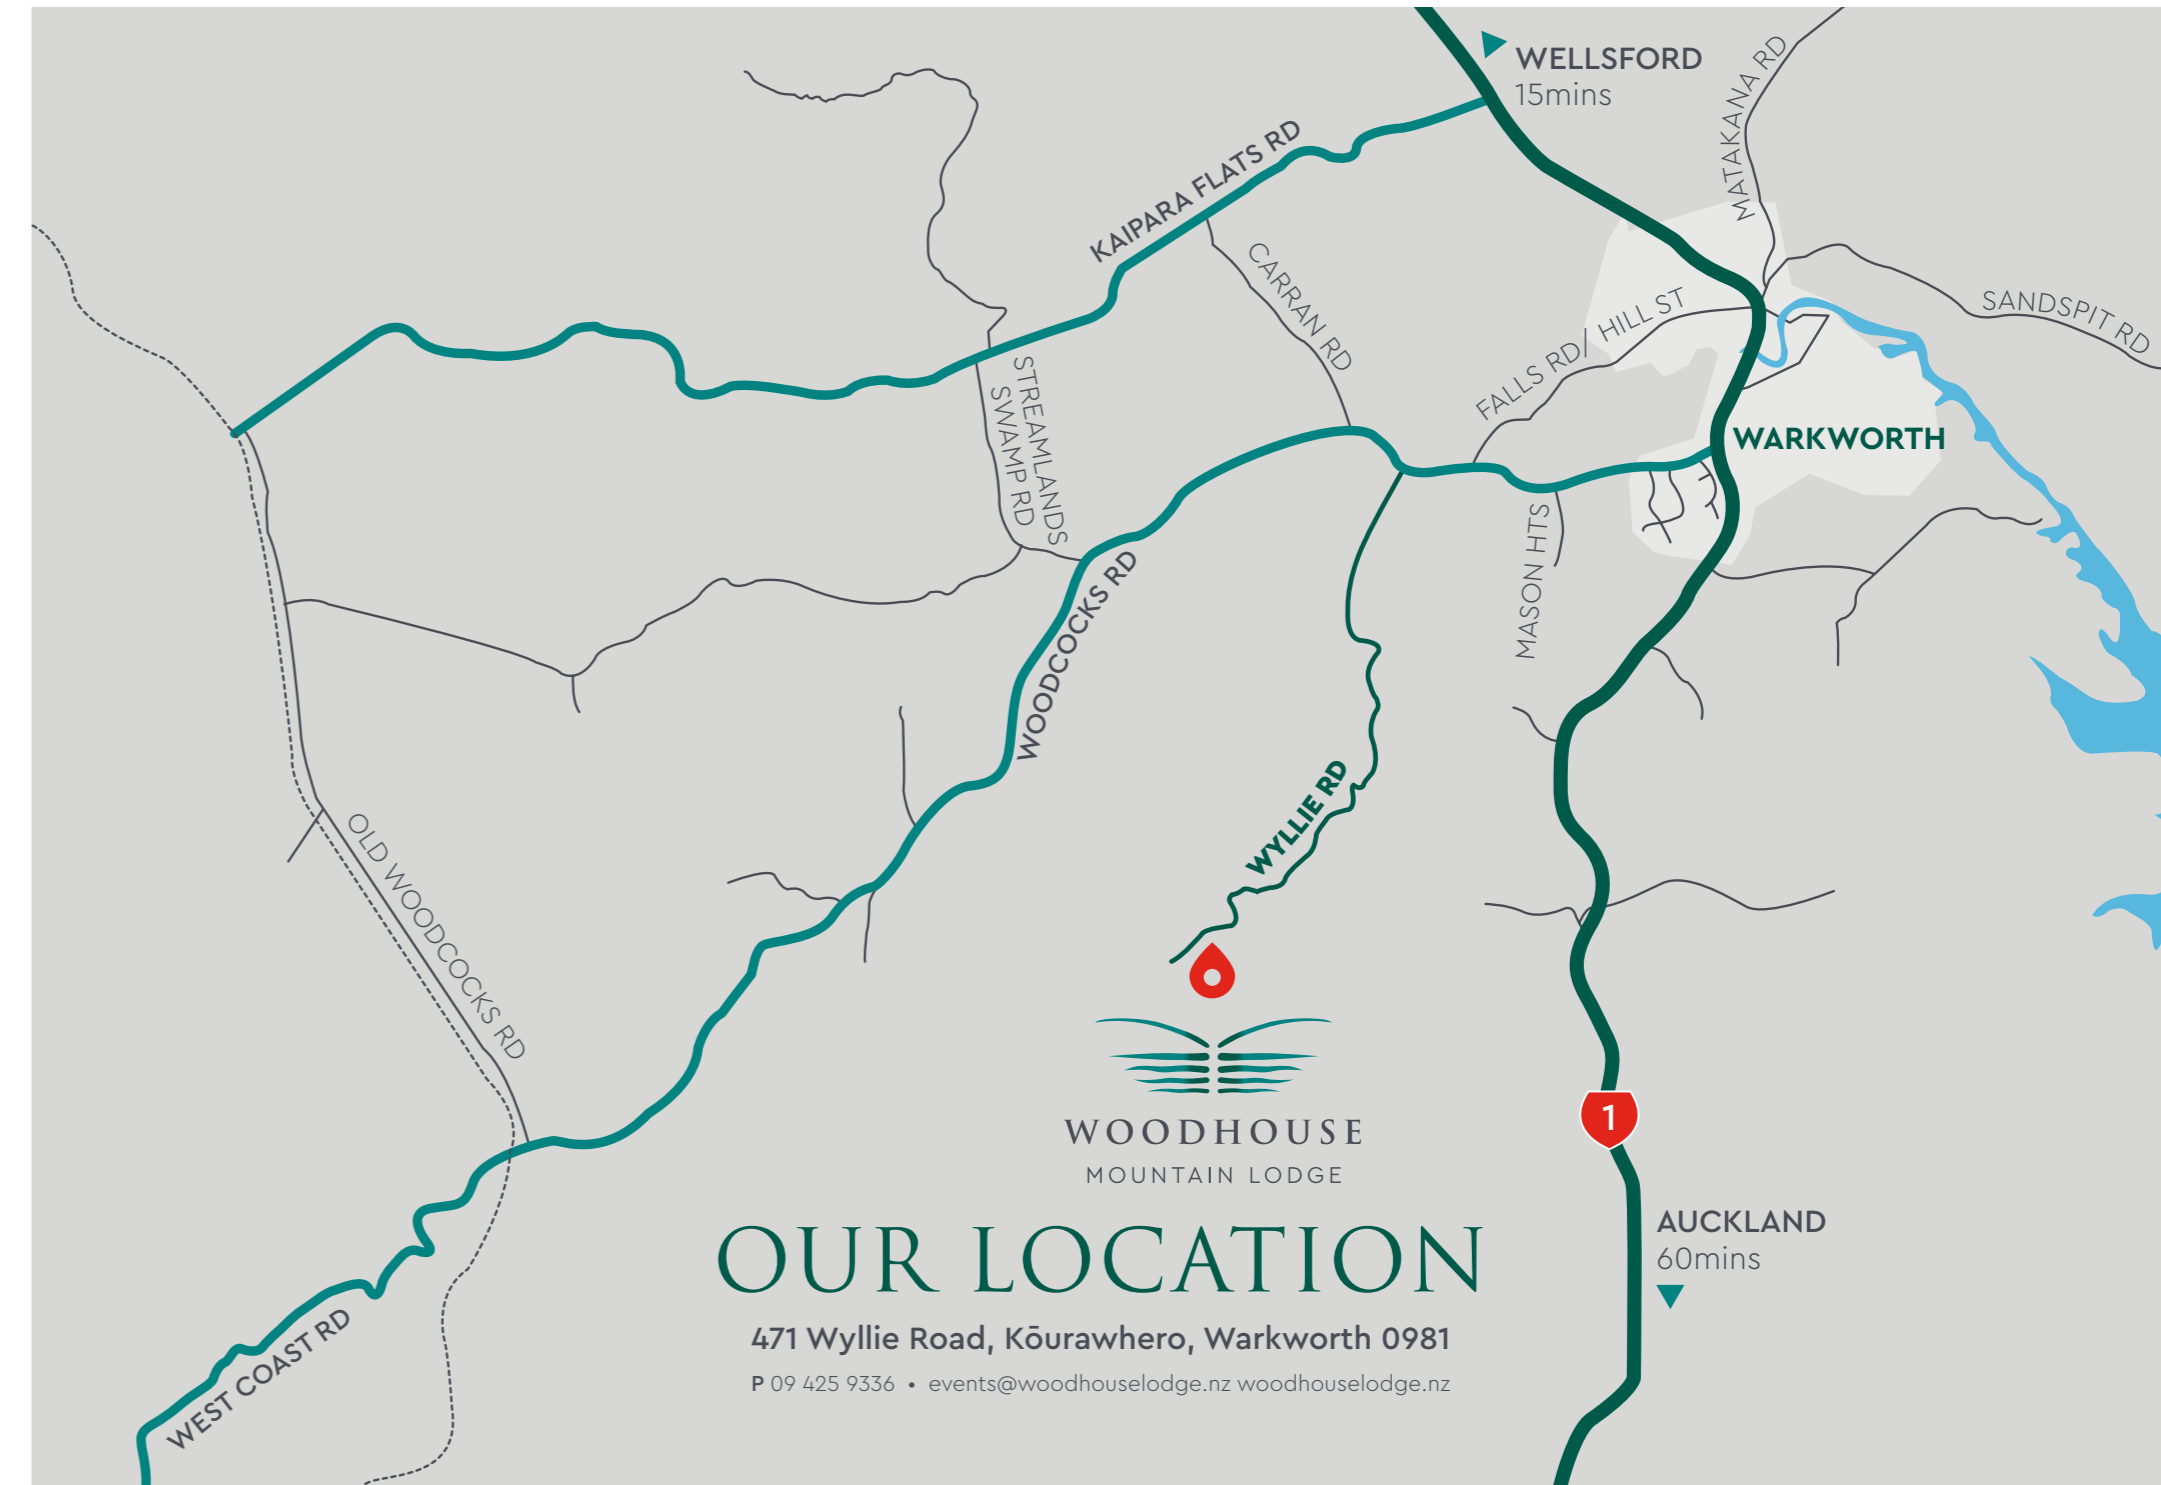 WELLSFORD
15mins
MATAKANA RD
KAIPARA FLATS RD
CARRAN RD
SANDSPIT RD
FALLS RD/ HILL ST
STREAMLANDS
SWAMP RD
WARKWORTH
MASON HTS
WOODCOCKS RD
WYLLIE RD
OLD WOODCOCKS RD
1
WOODHOUSE
MOUNTAIN LODGE
AUCKLAND
60mins
OUR LOCATION
471 Wyllie Road, Kōurawhero, Warkworth 0981
P 09 425 9336 • events@woodhouselodge.nz woodhouselodge.nz
WEST COAST RD